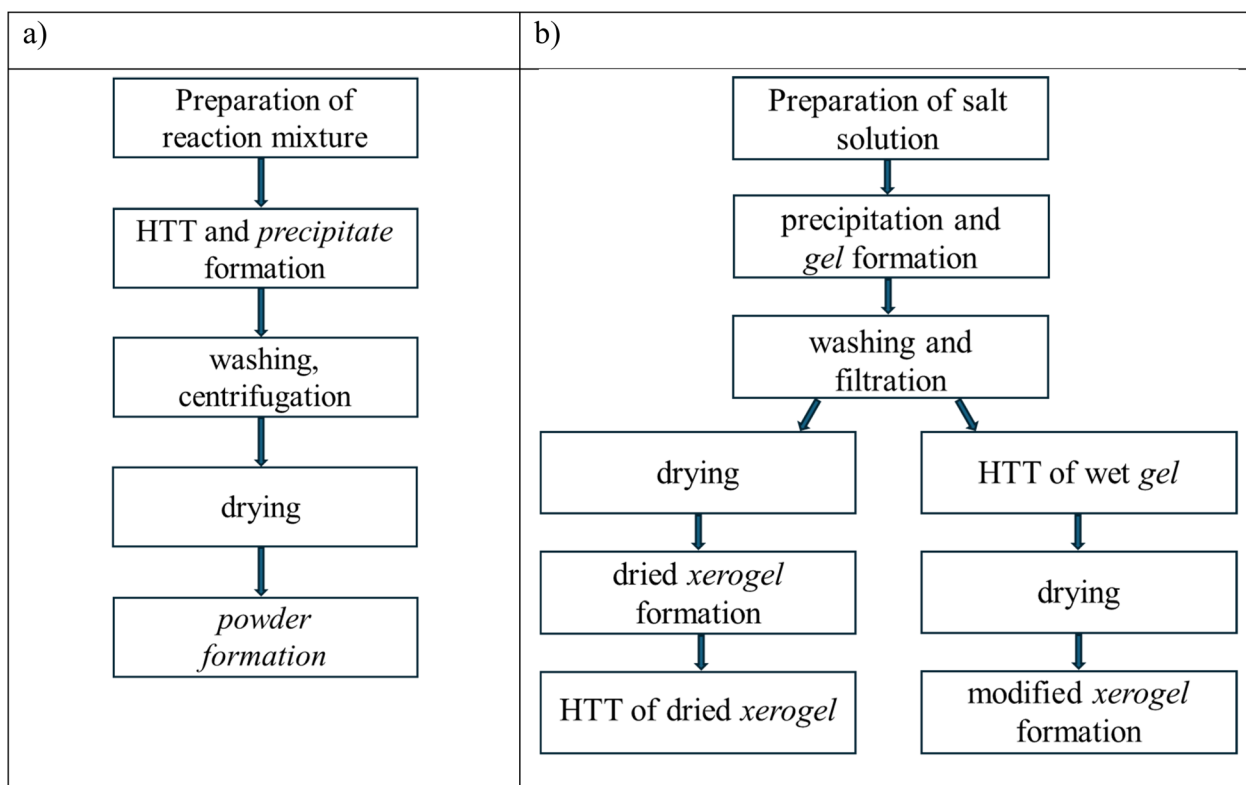 a)
Preparation of
reaction mixture
HTT and precipitate
formation
washing,
centrifugation
drying
powder
formation
b)
Preparation of salt
solution
precipitation and
gel formation
washing and
filtration
drying
dried xerogel
formation
HTT of dried xerogel
HTT of wet gel
drying
modified xerogel
formation